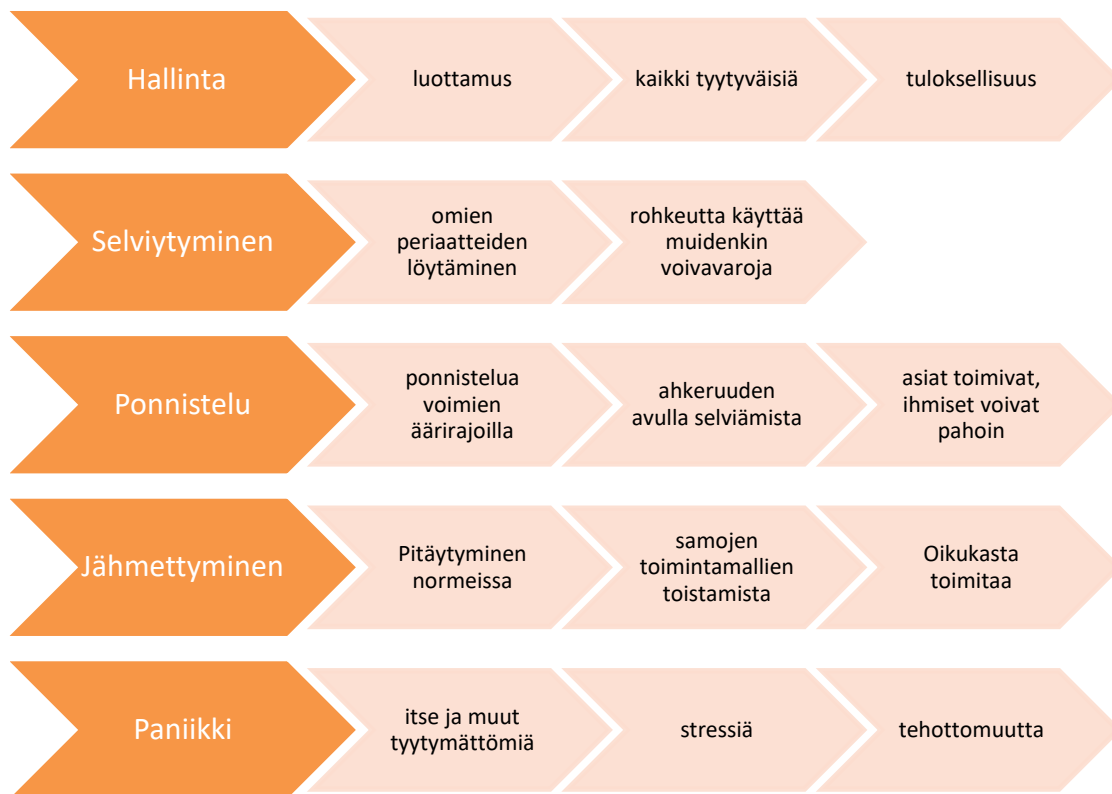 Hallinta
luottamus
kaikki tyytyväisiä
tuloksellisuus
Selviytyminen
omien
periaatteiden
löytäminen
rohkeutta käyttää
muidenkin
voivavaroja
Ponnistelu
ponnistelua
voimien
äärirajoilla
ahkeruuden
avulla selviämista
asiat toimivat,
ihmiset voivat
pahoin
Jähmettyminen
Pitäytyminen
normeissa
samojen
toimintamallien
toistamista
Oikukasta
toimitaa
Paniikki
itse ja muut
tyytymättömiä
stressiä
tehottomuutta